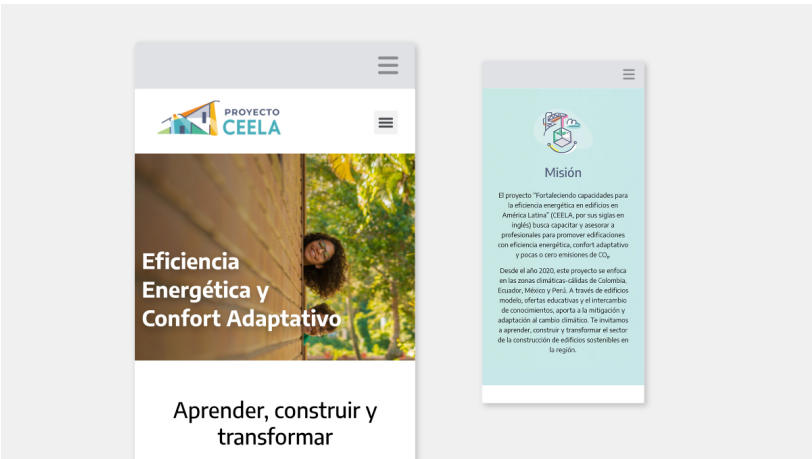 PROYECTO
CEELA
Eficiencia
Energética y
Confort Adaptativo
Aprender, construir y
transformar
Misión
El proyecto “Fortaleciendo capacidades para
la eficiencia energética en edificios en
América Latina” (CEELA, por sus siglas en
inglés) busca capacitar y asesorar a
profesionales para promover edificaciones
con eficiencia energética, confort adaptativo
y pocas o cero emisiones de CO₂.
Desde el año 2020, este proyecto se enfoca
en las zonas climáticas-cálidas de Colombia,
Ecuador, México y Perú. A través de edificios
modelo, ofertas educativas y el intercambio
de conocimientos, aporta a la mitigación y
adaptación al cambio climático. Te invitamos
a aprender, construir y transformar el sector
de la construcción de edificios sostenibles en
la región.